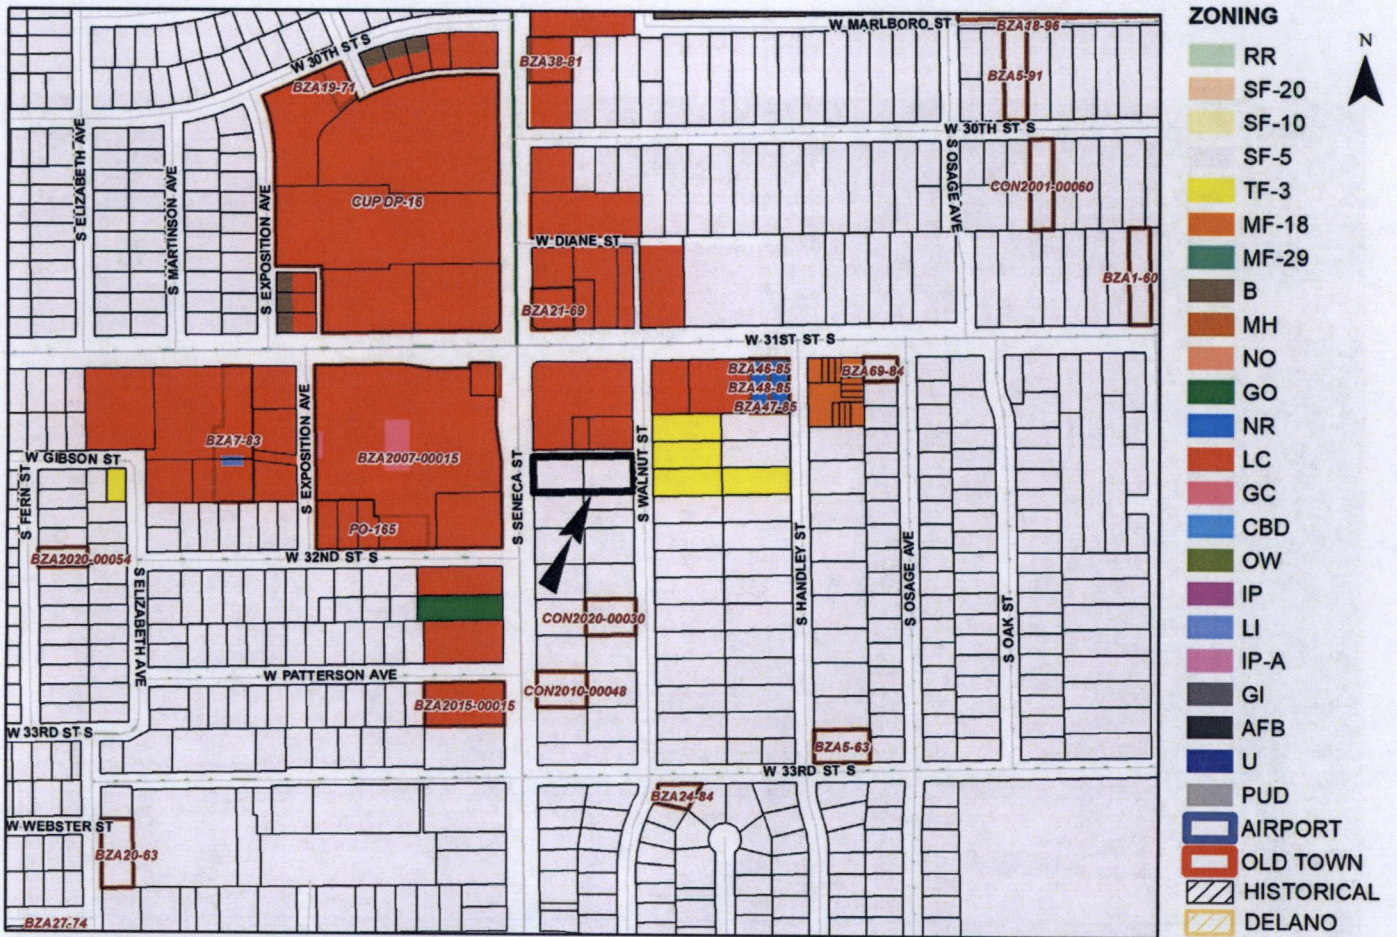 W MARLBORO ST
BZA18-96
W 30TH ST S
BZA38-81
BZA19-71
BZA5-91
W 30TH ST S
S ELIZABETH AVE
S MARTINSON AVE
S EXPOSITION AVE
CUP DP-16
S OSAGE AVE
CON2001-00060
W DIANE ST
BZA1-60
BZA21-69
W 31ST ST S
BZA46-85
BZA48-85
BZA47-85
BZA69-84
S EXPOSITION AVE
BZA7-83
W GIBSON ST
BZA2007-00015
S FERN ST
S SENECA ST
S WALNUT ST
PO-165
BZA2020-00054
W 32ND ST S
S HANDLEY ST
S OSAGE AVE
S ELIZABETH AVE
CON2020-00030
S OAK ST
W PATTERSON AVE
CON2010-00048
BZA2015-00015
W 33RD ST S
BZA5-63
W 33RD ST S
BZA24-84
W WEBSTER ST
BZA20-63
BZA27-74
ZONING
RR
SF-20
SF-10
SF-5
TF-3
MF-18
MF-29
B
MH
NO
GO
NR
LC
GC
CBD
OW
IP
LI
IP-A
GI
AFB
U
PUD
AIRPORT
OLD TOWN
HISTORICAL
DELANO
N